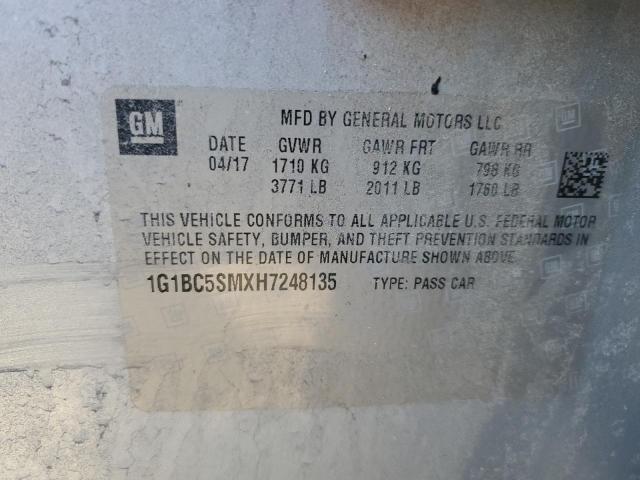 GM
MFD BY GENERAL MOTORS LLC
DATE GVWR GAWR FRT GAWR RR
04/17 1710 KG 912 KG 798 KG
3771 LB 2011 LB 1760 LB
THIS VEHICLE CONFORMS TO ALL APPLICABLE U.S. FEDERAL MOTOR
VEHICLE SAFETY, BUMPER, AND THEFT PREVENTION STANDARDS IN
EFFECT ON THE DATE OF MANUFACTURE SHOWN ABOVE.
1G1BC5SMXH7248135 TYPE: PASS CAR